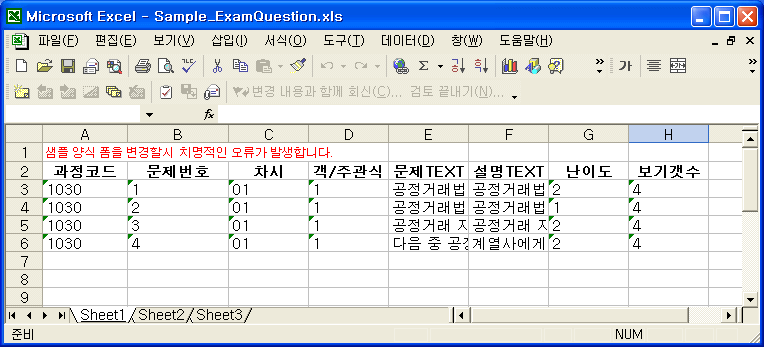 Microsoft Excel - Sample_ExamQuestion.xls
파일(F) 편집(E) 보기(V) 삽입(I) 서식(O) 도구(T) 데이터(D) 창(W) 도움말(H)
Σ 가
변경 내용과 함께 회신(C)... 검토 끝내기(N)...
fx
A B C D E F G H
1 샘플 양식 폼을 변경할시 치명적인 오류가 발생합니다.
2 과정코드 문제번호 차시 객/주관식 문제TEXT 설명TEXT 난이도 보기갯수
3 1030 1 01 1 공정거래법 공정거래법 2 4
4 1030 2 01 1 공정거래법 공정거래법 1 4
5 1030 3 01 1 공정거래 지 공정거래 지 2 4
6 1030 4 01 1 다음 중 공정 계열사에게 2 4
7
8
9
Sheet1 Sheet2 Sheet3
준비 NUM